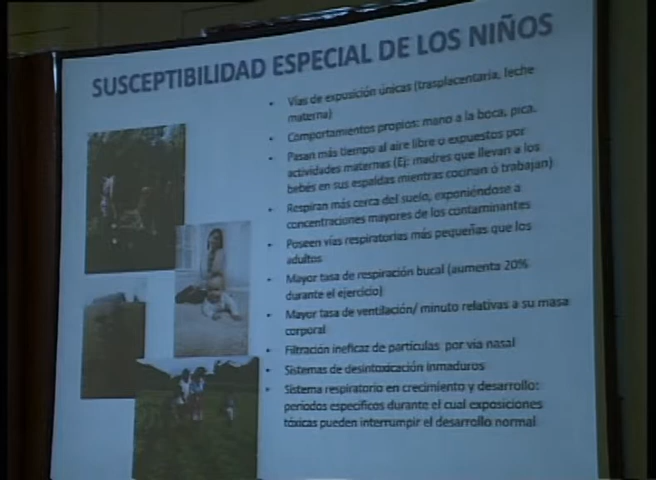 SUSCEPTIBILIDAD ESPECIAL DE LOS NIÑOS
• Vías de exposición únicas (trasplacentaria, leche
materna)
• Comportamientos propios: mano a la boca, pica.
• Pasan más tiempo al aire libre o expuestos por
actividades maternas (Ej: madres que llevan a los
bebés en sus espaldas mientras cocinan ó trabajan)
• Respiran más cerca del suelo, exponiéndose a
concentraciones mayores de los contaminantes
• Poseen vías respiratorias más pequeñas que los
adultos
• Mayor tasa de respiración bucal (aumenta 20%
durante el ejercicio)
• Mayor tasa de ventilación/ minuto relativas a su masa
corporal
• Filtración ineficaz de partículas por vía nasal
• Sistemas de desintoxicación inmaduros
• Sistema respiratorio en crecimiento y desarrollo:
períodos específicos durante el cual exposiciones
tóxicas pueden interrumpir el desarrollo normal